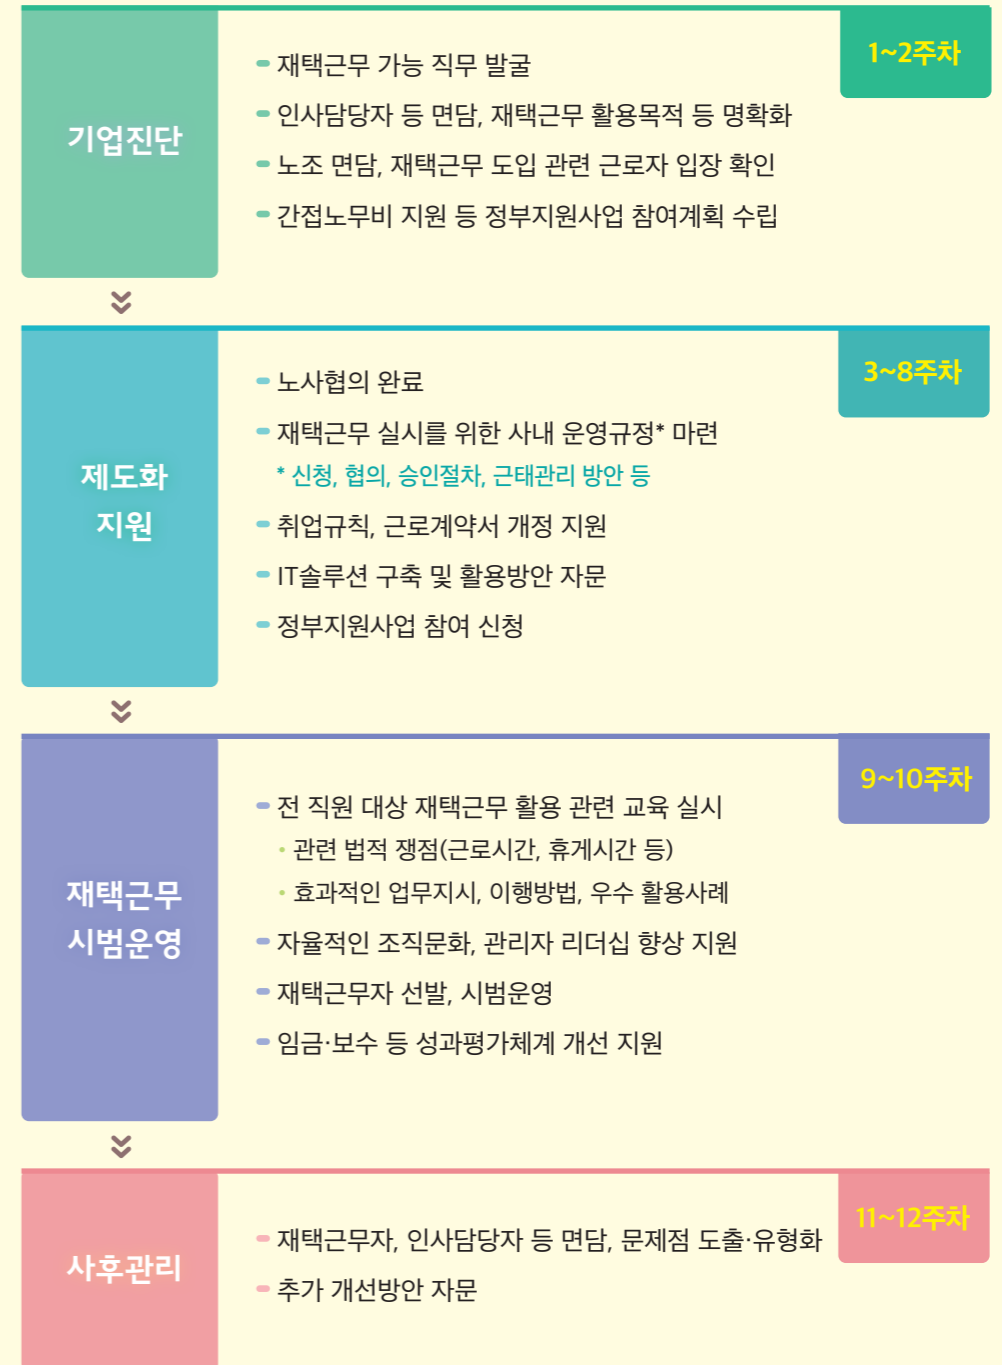 1~2주차
기업진단
재택근무 가능 직무 발굴
인사담당자 등 면담, 재택근무 활용목적 등 명확화
노조 면담, 재택근무 도입 관련 근로자 입장 확인
간접노무비 지원 등 정부지원사업 참여계획 수립
3~8주차
제도화
지원
노사협의 완료
재택근무 실시를 위한 사내 운영규정* 마련
* 신청, 협의, 승인절차, 근태관리 방안 등
취업규칙, 근로계약서 개정 지원
IT솔루션 구축 및 활용방안 자문
정부지원사업 참여 신청
9~10주차
재택근무
시범운영
전 직원 대상 재택근무 활용 관련 교육 실시
• 관련 법적 쟁점(근로시간, 휴게시간 등)
• 효과적인 업무지시, 이행방법, 우수 활용사례
자율적인 조직문화, 관리자 리더십 향상 지원
재택근무자 선발, 시범운영
임금·보수 등 성과평가체계 개선 지원
11~12주차
사후관리
재택근무자, 인사담당자 등 면담, 문제점 도출·유형화
추가 개선방안 자문